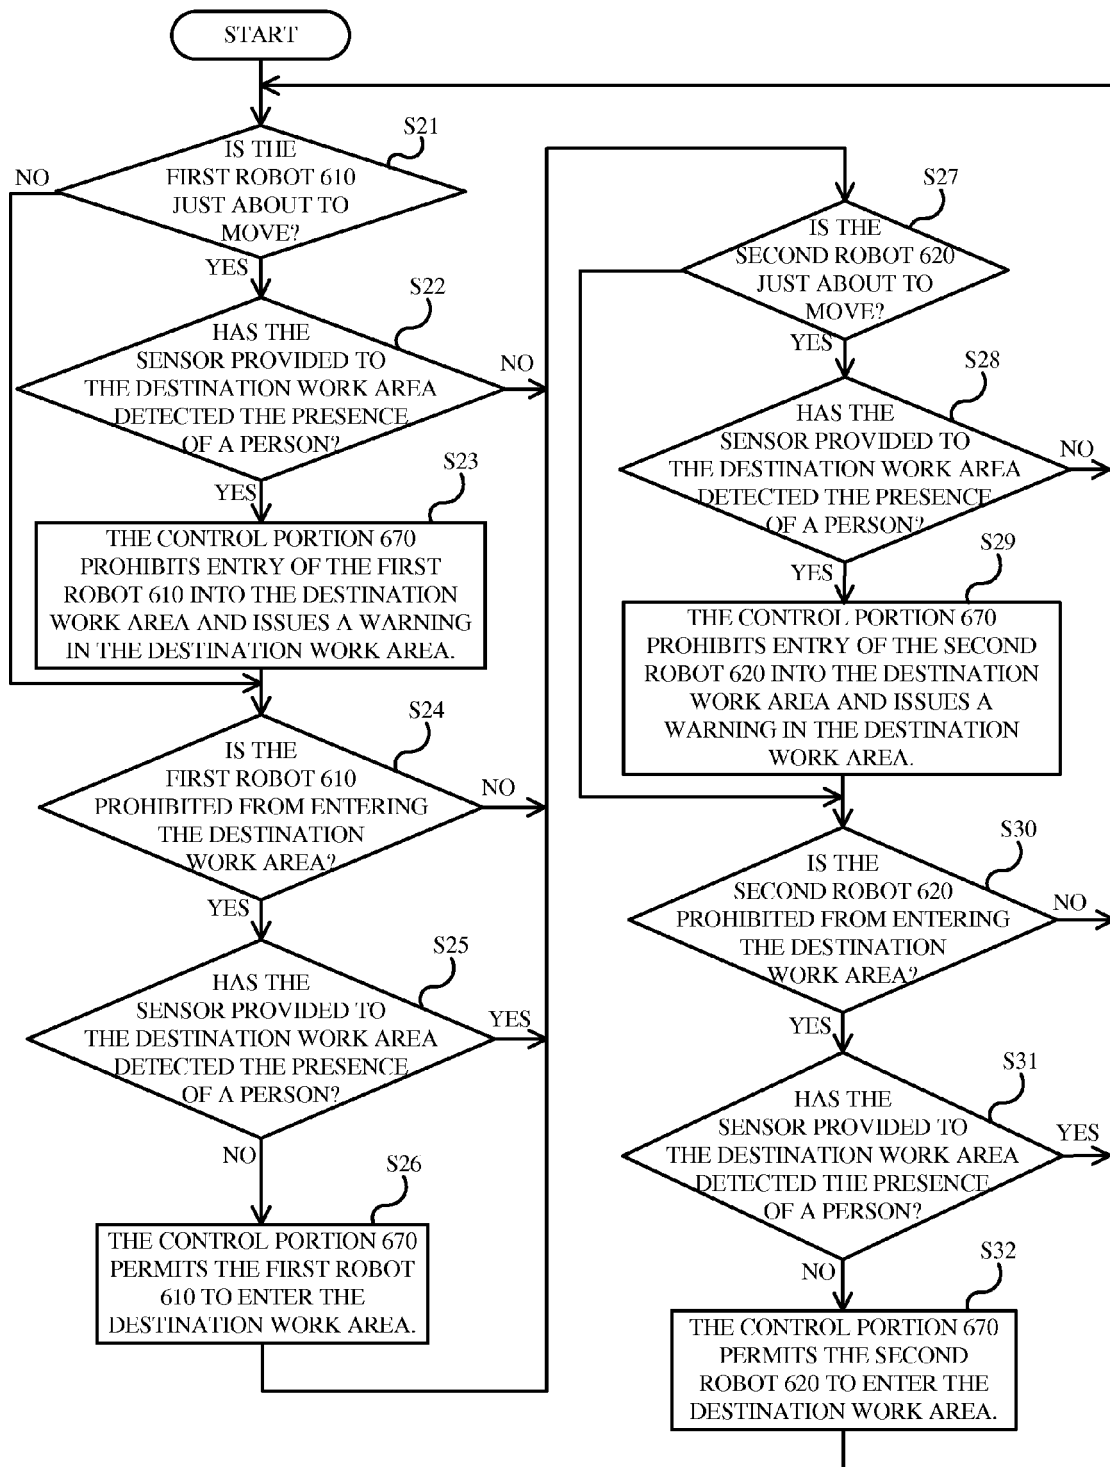 START
S21
IS THE
FIRST ROBOT 610
JUST ABOUT TO
MOVE?
NO
YES
S22
HAS THE
SENSOR PROVIDED TO
THE DESTINATION WORK AREA
DETECTED THE PRESENCE
OF A PERSON?
NO
YES
S23
THE CONTROL PORTION 670
PROHIBITS ENTRY OF THE FIRST
ROBOT 610 INTO THE DESTINATION
WORK AREA AND ISSUES A WARNING
IN THE DESTINATION WORK AREA.
S24
IS THE
FIRST ROBOT 610
PROHIBITED FROM ENTERING
THE DESTINATION
WORK AREA?
NO
YES
S25
HAS THE
SENSOR PROVIDED TO
THE DESTINATION WORK AREA
DETECTED THE PRESENCE
OF A PERSON?
YES
NO
S26
THE CONTROL PORTION 670
PERMITS THE FIRST ROBOT
610 TO ENTER THE
DESTINATION WORK AREA.
S27
IS THE
SECOND ROBOT 620
JUST ABOUT TO
MOVE?
YES
S28
HAS THE
SENSOR PROVIDED TO
THE DESTINATION WORK AREA
DETECTED THE PRESENCE
OF A PERSON?
NO
YES
S29
THE CONTROL PORTION 670
PROHIBITS ENTRY OF THE SECOND
ROBOT 620 INTO THE DESTINATION
WORK AREA AND ISSUES A
WARNING IN THE DESTINATION
WORK AREA.
S30
IS THE
SECOND ROBOT 620
PROHIBITED FROM ENTERING
THE DESTINATION
WORK AREA?
NO
YES
S31
HAS THE
SENSOR PROVIDED TO
THE DESTINATION WORK AREA
DETECTED THE PRESENCE
OF A PERSON?
YES
NO
S32
THE CONTROL PORTION 670
PERMITS THE SECOND
ROBOT 620 TO ENTER THE
DESTINATION WORK AREA.